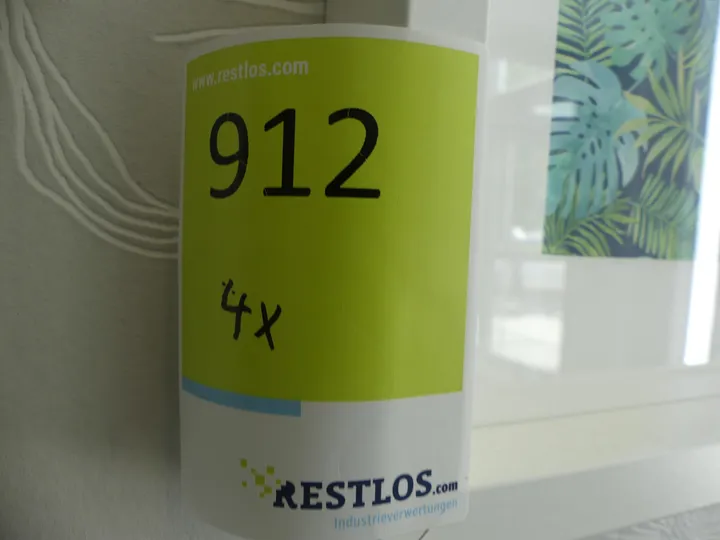 www.restlos.com
912
4x
RESTLOS.com
Industrieverwertungen